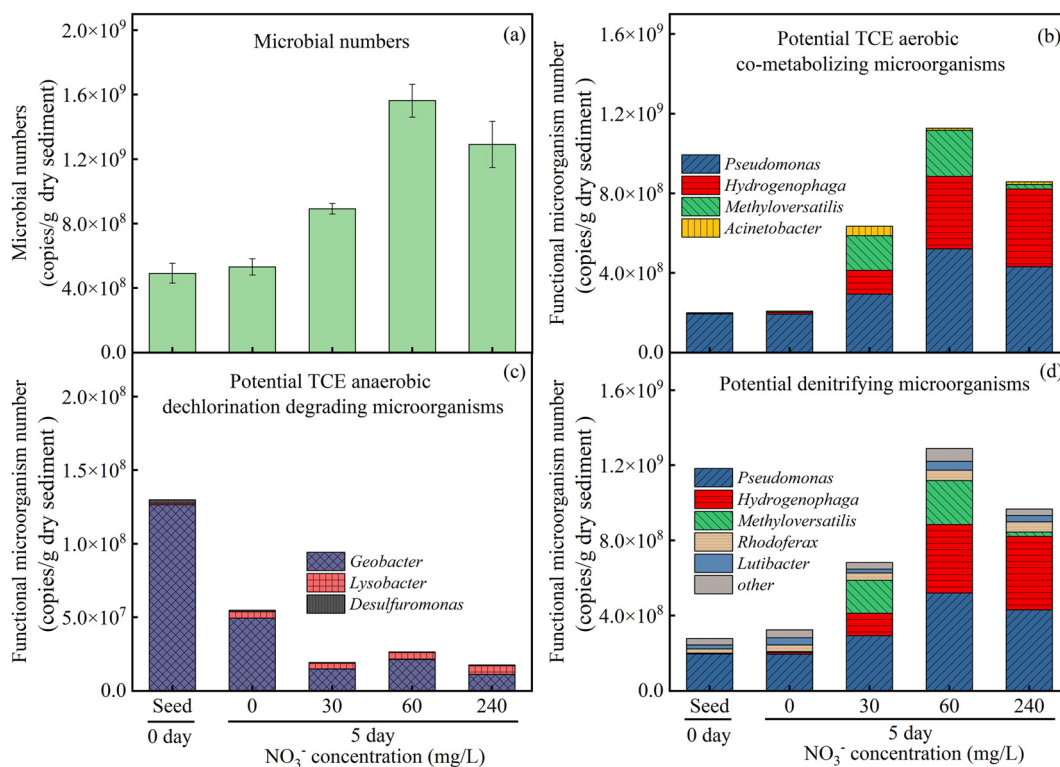 Microbial numbers
(copies/g dry sediment)
2.0×10⁹
1.6×10⁹
1.2×10⁹
8.0×10⁸
4.0×10⁸
0.0
Microbial numbers
(a)
Functional microorganism number
(copies/g dry sediment )
1.6×10⁹
1.2×10⁹
8.0×10⁸
4.0×10⁸
0.0
Potential TCE aerobic
co-metabolizing microorganisms
(b)
Pseudomonas
Hydrogenophaga
Methyloversatilis
Acinetobacter
Functional microorganism number
(copies/g dry sediment )
2.0×10⁸
1.5×10⁸
1.0×10⁸
5.0×10⁷
0.0
Potential TCE anaerobic
dechlorination degrading microorganisms
(c)
Geobacter
Lysobacter
Desulfuromonas
Seed 0 30 60 240
0 day 5 day
NO₃⁻ concentration (mg/L)
Functional microorganism number
(copies/g dry sediment )
1.6×10⁹
1.2×10⁹
8.0×10⁸
4.0×10⁸
0.0
Potential denitrifying microorganisms
(d)
Pseudomonas
Hydrogenophaga
Methyloversatilis
Rhodoferax
Lutibacter
other
Seed 0 30 60 240
0 day 5 day
NO₃⁻ concentration (mg/L)